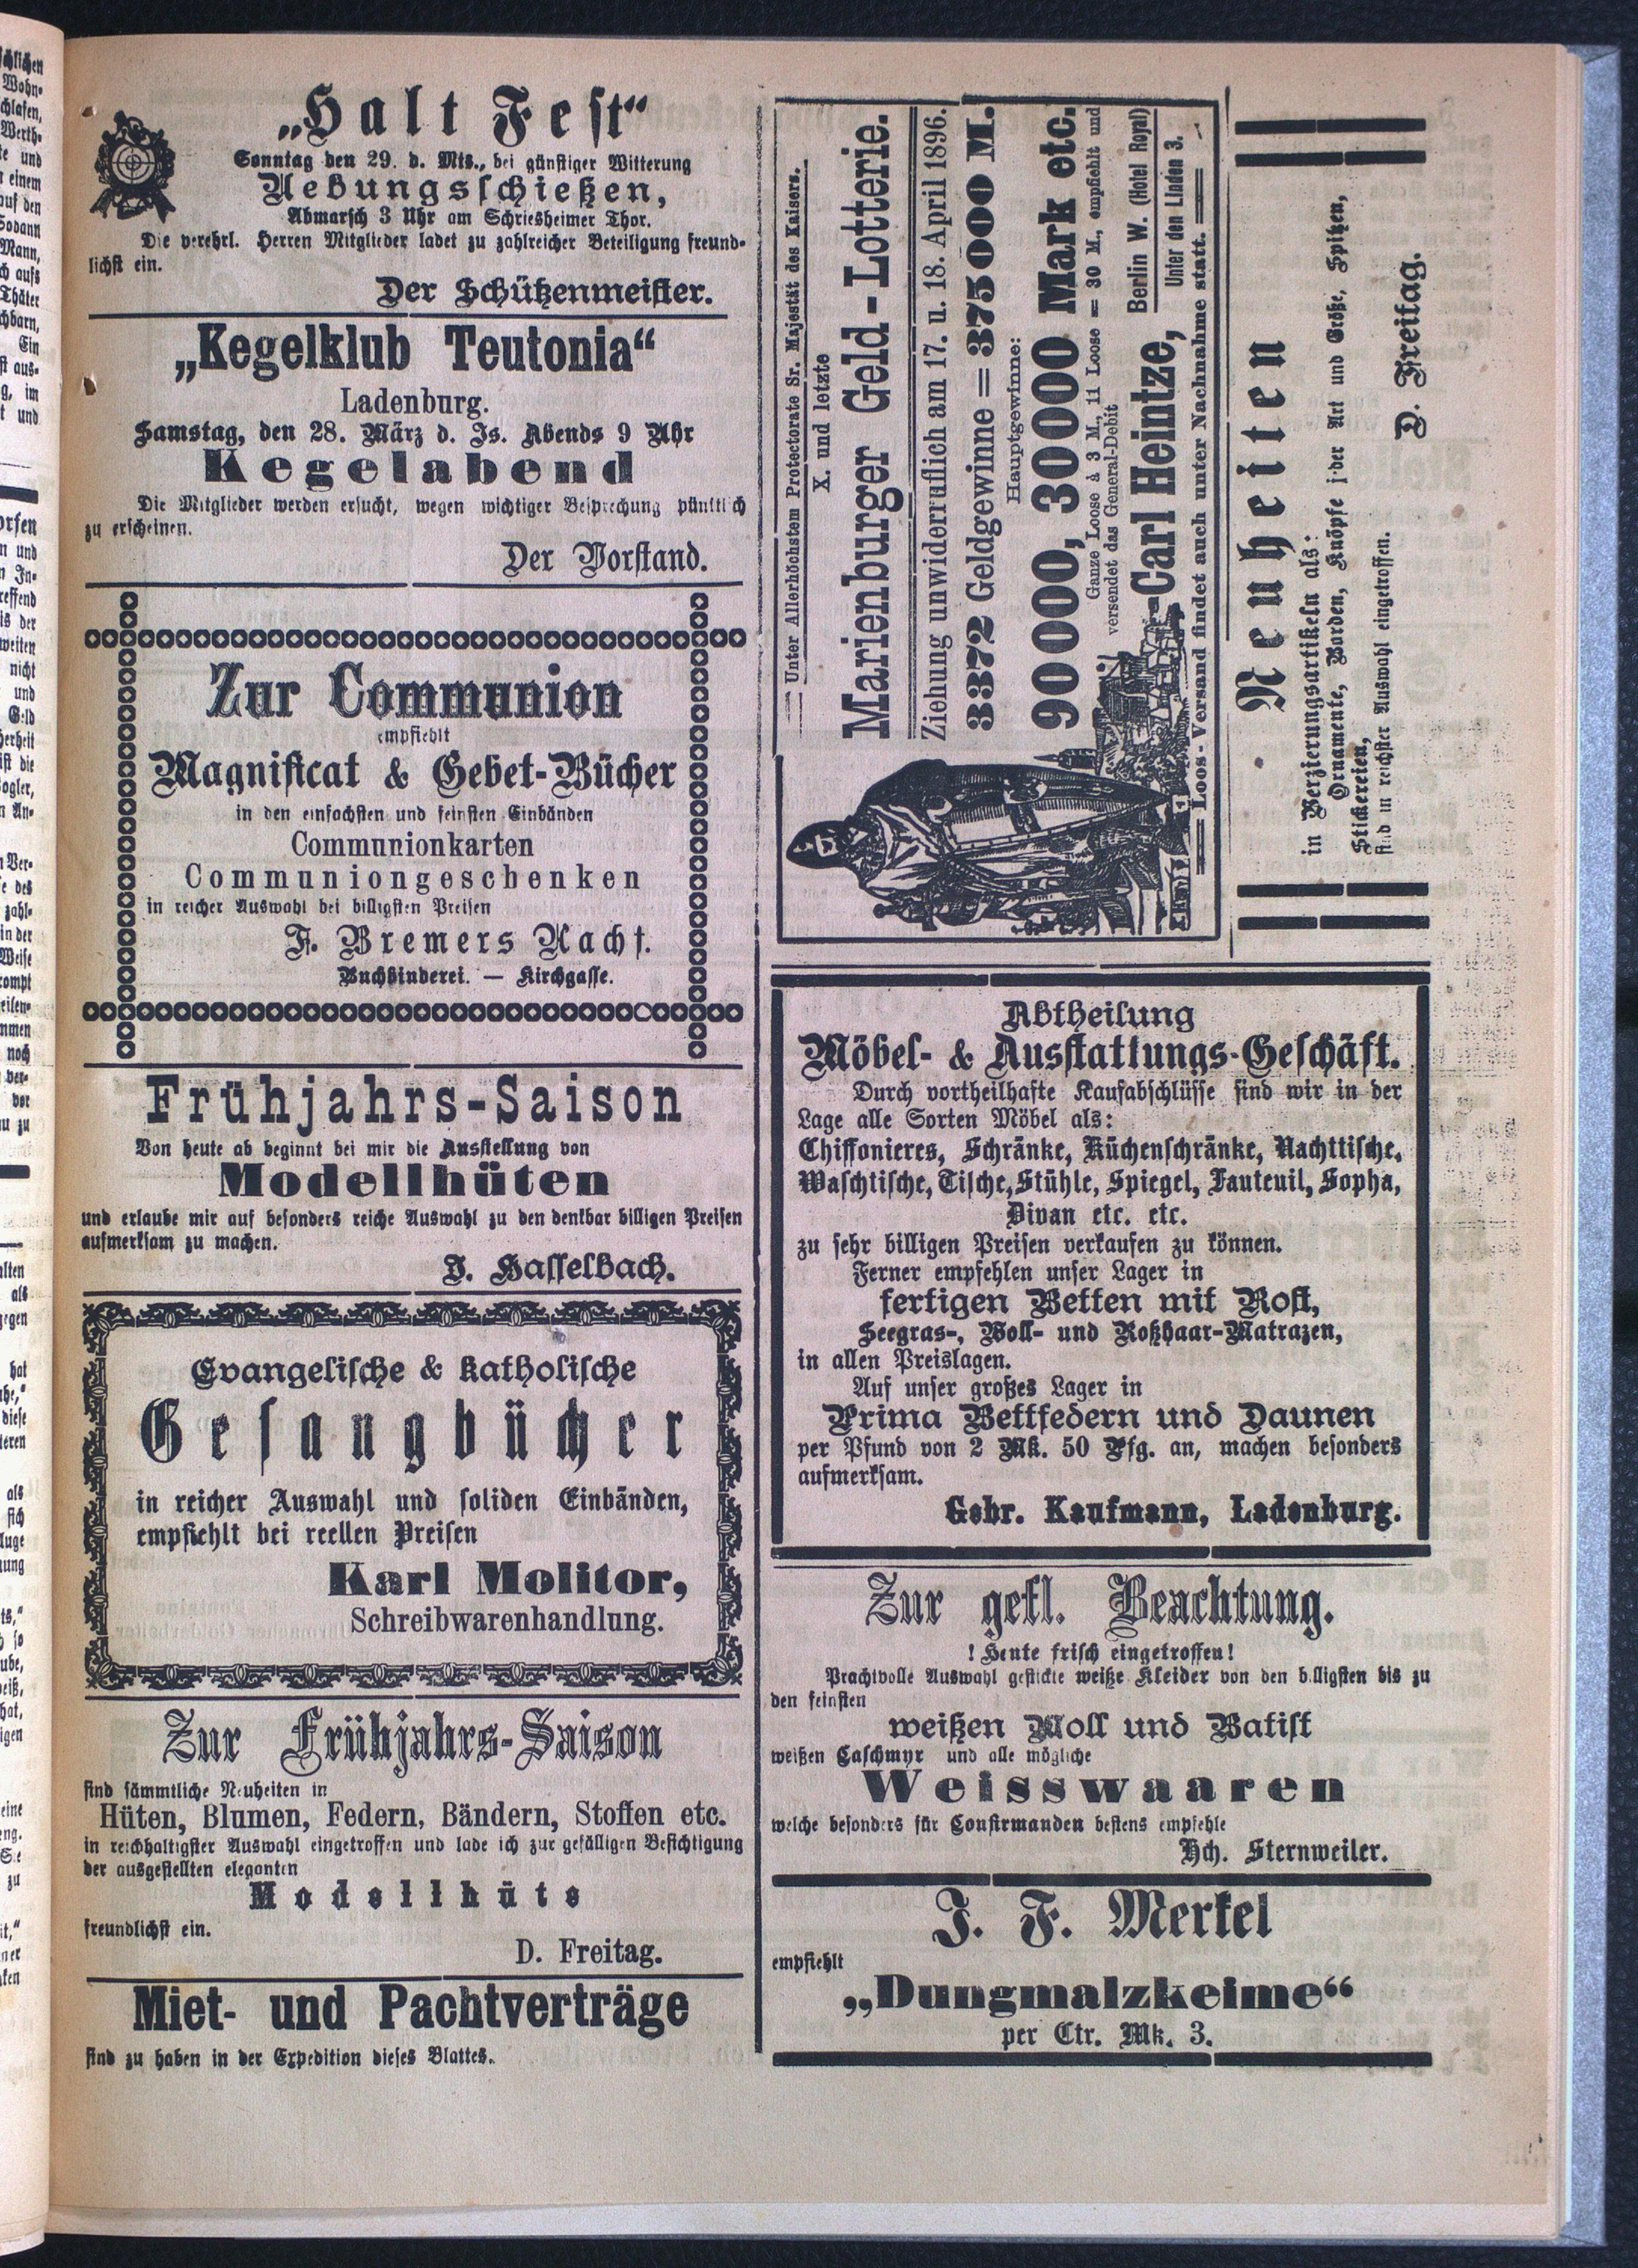 „Halt Fest“
Sonntag den 29. d. Mts., bei günstiger Witterung
Uebungsschießen,
Abmarsch 3 Uhr am Schriesheimer Thor.
Die verehrl. Herren Mitglieder ladet zu zahlreicher Beteiligung freund-
lichst ein.
Der Schützenmeister.
„Kegelklub Teutonia“
Ladenburg.
Samstag, den 28. März d. Js. Abends 9 Uhr
Kegelabend
Die Mitglieder werden ersucht, wegen wichtiger Besprechung pünktlich
zu erscheinen.
Der Vorstand.
Zur Communion
empfiehlt
Magnificat & Gebet-Bücher
in den einfachsten und feinsten Einbänden
Communionkarten
Communiongeschenken
in reicher Auswahl bei billigsten Preisen
F. Bremers Nachf.
Buchbinderei. — Kirchgasse.
Frühjahrs-Saison
Von heute ab beginnt bei mir die Ausstellung von
Modellhüten
und erlaube mir auf besonders reiche Auswahl zu den denkbar billigen Preisen
aufmerksam zu machen.
J. Hasselbach.
Evangelische & katholische
Gesangbücher
in reicher Auswahl und soliden Einbänden,
empfiehlt bei reellen Preisen
Karl Molitor,
Schreibwarenhandlung.
Zur Frühjahrs-Saison
sind sämmtliche Neuheiten in
Hüten, Blumen, Federn, Bändern, Stoffen etc.
in reichhaltigster Auswahl eingetroffen und lade ich zur gefälligen Besichtigung
der ausgestellten eleganten
Modellhüte
freundlichst ein.
D. Freitag.
Miet- und Pachtverträge
sind zu haben in der Expedition dieses Blattes.
Unter Allerhöchstem Protectorate Sr. Majestät des Kaisers.
X. und letzte
Marienburger Geld-Lotterie.
Ziehung unwiderruflich am 17. u. 18. April 1896.
3372 Geldgewinne = 375000 M.
Hauptgewinne:
90000, 30000 Mark etc.
Ganze Loose à 3 M., 11 Loose = 30 M., empfiehlt und
versendet das General-Debit
Carl Heintze,
Berlin W. (Hotel Royal)
Unter den Linden 3.
Loos-Versand findet auch unter Nachnahme statt.
Neuheiten
in Verzierungsartikeln als:
Ornamente, Borden, Knöpfe jeder Art und Größe, Spitzen,
Stickereien,
sind in reichster Auswahl eingetroffen.
D. Freitag.
Abtheilung
Möbel- & Ausstattungs-Geschäft.
Durch vortheilhafte Kaufabschlüsse sind wir in der
Lage alle Sorten Möbel als:
Chiffonieres, Schränke, Küchenschränke, Nachttische,
Waschtische, Tische, Stühle, Spiegel, Fauteuil, Sopha,
Divan etc. etc.
zu sehr billigen Preisen verkaufen zu können.
Ferner empfehlen unser Lager in
fertigen Betten mit Rost,
Seegras-, Woll- und Roßhaar-Matrazen,
in allen Preislagen.
Auf unser großes Lager in
Prima Bettfedern und Daunen
per Pfund von 2 Mk. 50 Pfg. an, machen besonders
aufmerksam.
Gebr. Kaufmann, Ladenburg.
Zur gefl. Beachtung.
! Heute frisch eingetroffen!
Prachtvolle Auswahl gestickte weiße Kleider von den billigsten bis zu
den feinsten
weißen Moll und Batist
weißen Caschmyr und alle mögliche
Weisswaaren
welche besonders für Confirmanden bestens empfehle
Hch. Sternweiler.
J. F. Merkel
empfiehlt
„Dungmalzkeime“
per Ctr. Mk. 3.